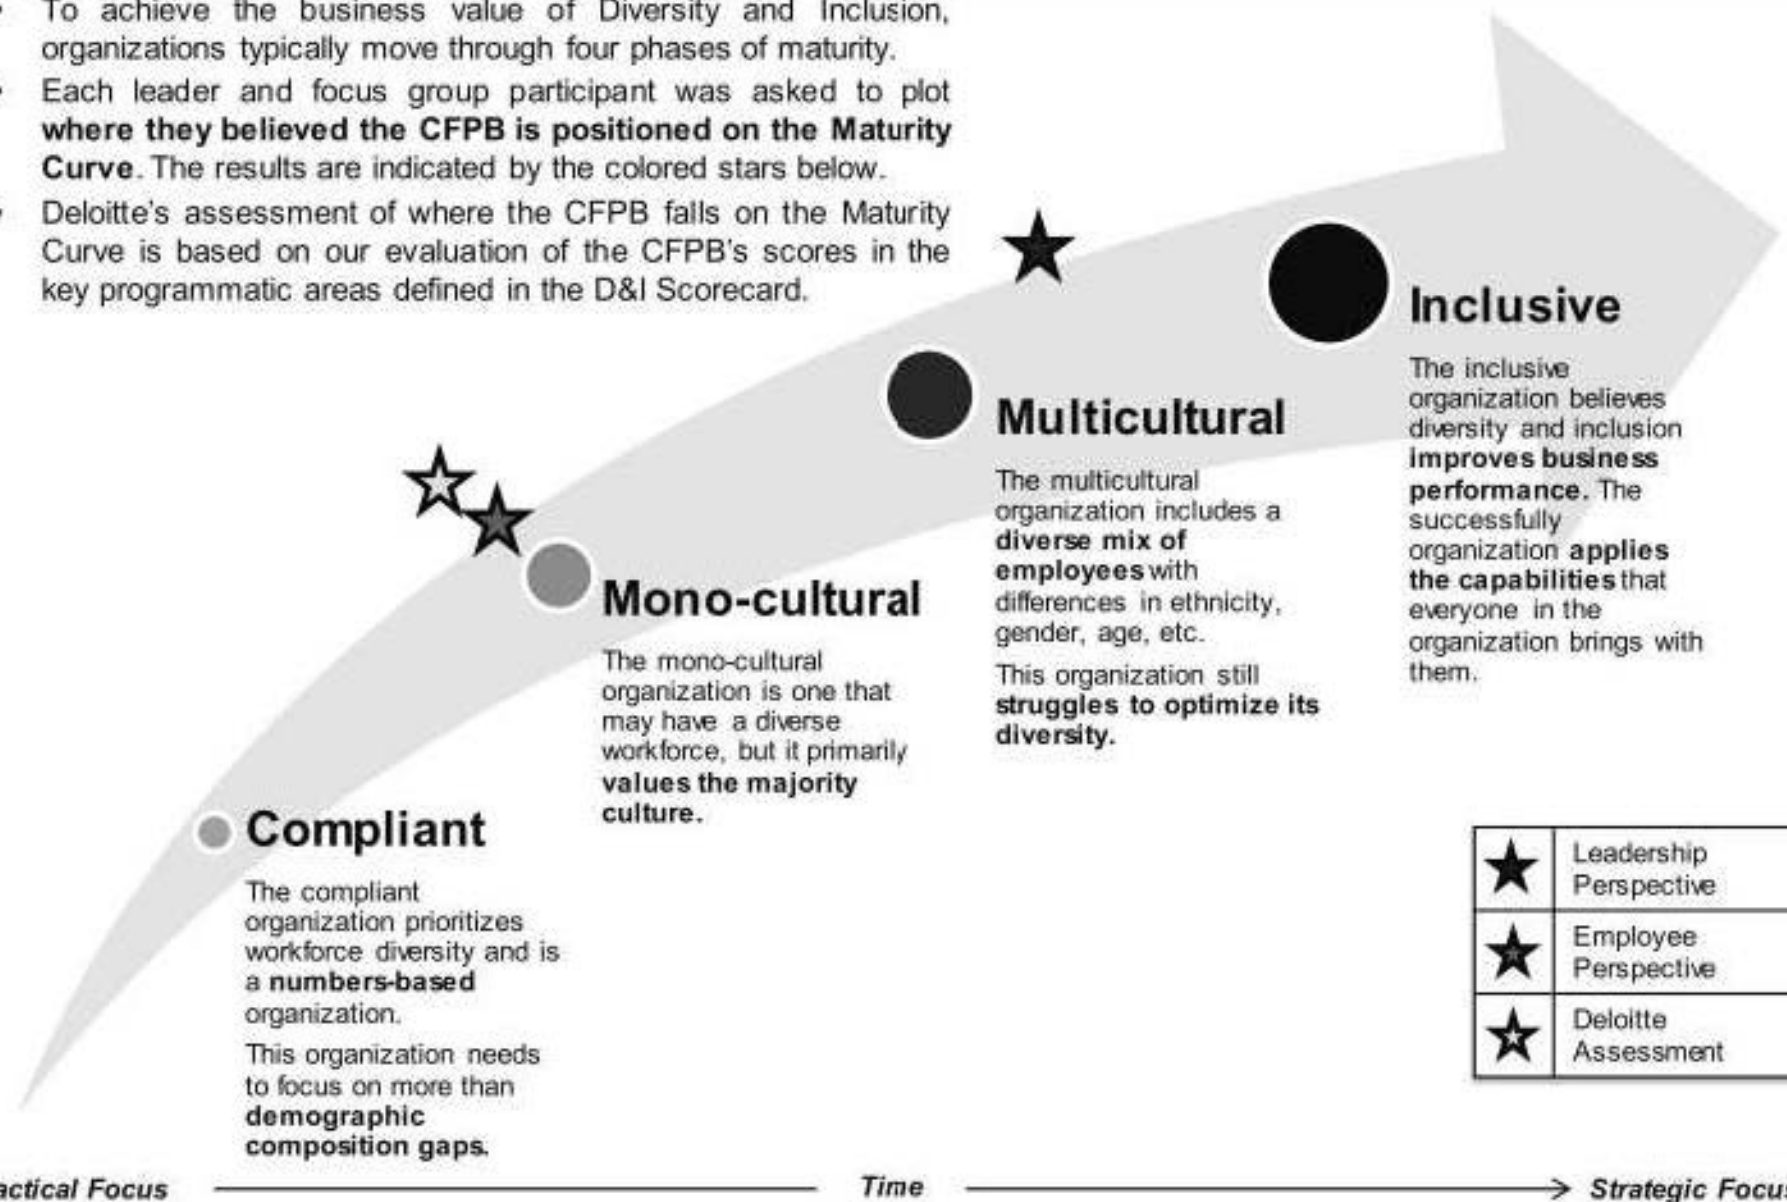 To achieve the business value of Diversity and Inclusion,
organizations typically move through four phases of maturity.
Each leader and focus group participant was asked to plot
where they believed the CFPB is positioned on the Maturity
Curve. The results are indicated by the colored stars below.
Deloitte's assessment of where the CFPB falls on the Maturity
Curve is based on our evaluation of the CFPB's scores in the
key programmatic areas defined in the D&I Scorecard.
Inclusive
The inclusive
organization believes
diversity and inclusion
improves business
performance. The
successfully
organization applies
the capabilities that
everyone in the
organization brings with
them.
Multicultural
The multicultural
organization includes a
diverse mix of
employees with
differences in ethnicity,
gender, age, etc.
This organization still
struggles to optimize its
diversity.
Mono-cultural
The mono-cultural
organization is one that
may have a diverse
workforce, but it primarily
values the majority
culture.
Compliant
The compliant
organization prioritizes
workforce diversity and is
a numbers-based
organization.
This organization needs
to focus on more than
demographic
composition gaps.
Leadership
Perspective
Employee
Perspective
Deloitte
Assessment
actical Focus Time Strategic Focus